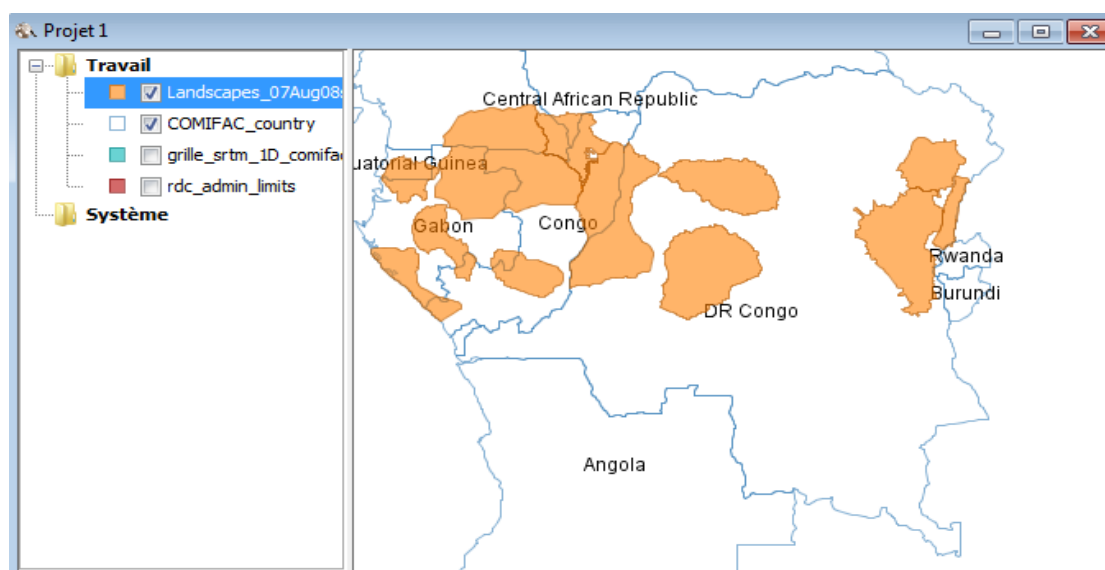 Projet 1
Travail
Landscapes_07Aug08
COMIFAC_country
grille_srtm_1D_comifa
rdc_admin_limits
Système
Central African Republic
uatorial Guinea
Gabon
Congo
Rwanda
Burundi
DR Congo
Angola